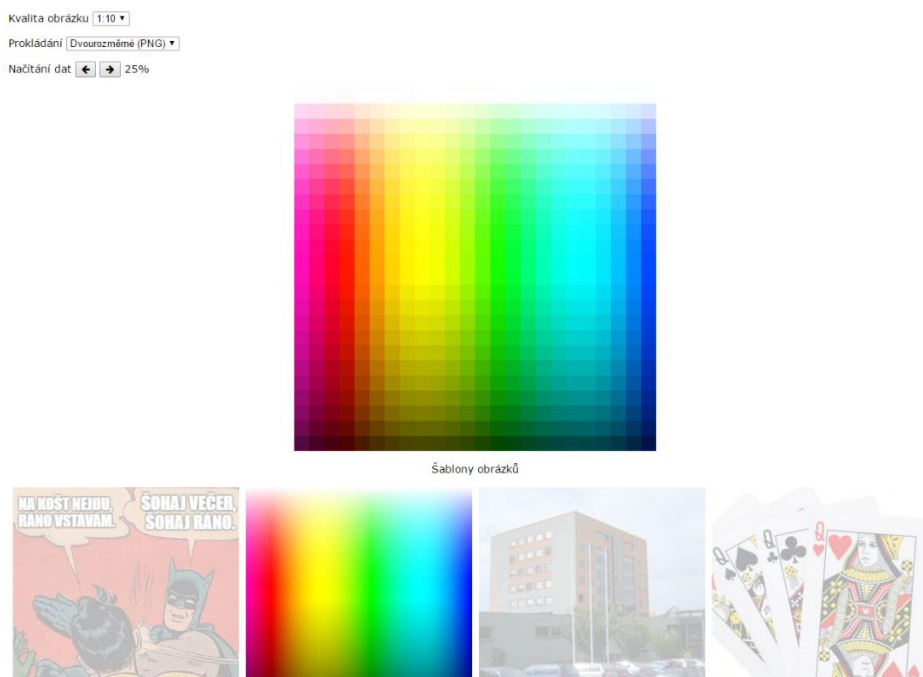 Kvalita obrázku 1:10
Prokládání Dvourozměrné (PNG)
Načítání dat 25%
Šablony obrázků
NA KOŠT NEJDU,
RÁNO VSTÁVÁM.
ŠOHAJ VEČER,
ŠOHAJ RÁNO.
Q
Q
Q